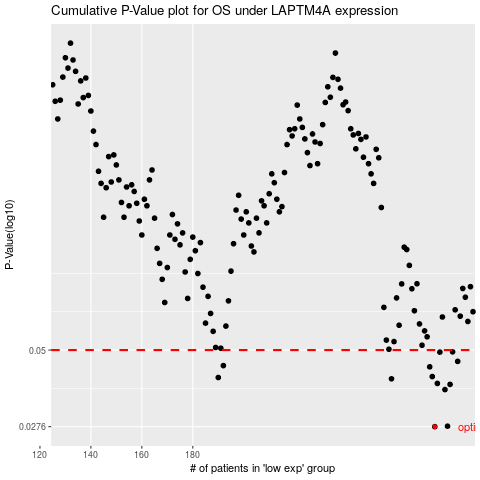 Cumulative P-Value plot for OS under LAPTM4A expression
P-Value(log10)
0.05
0.0276
opti
120 140 160 180
# of patients in 'low exp' group